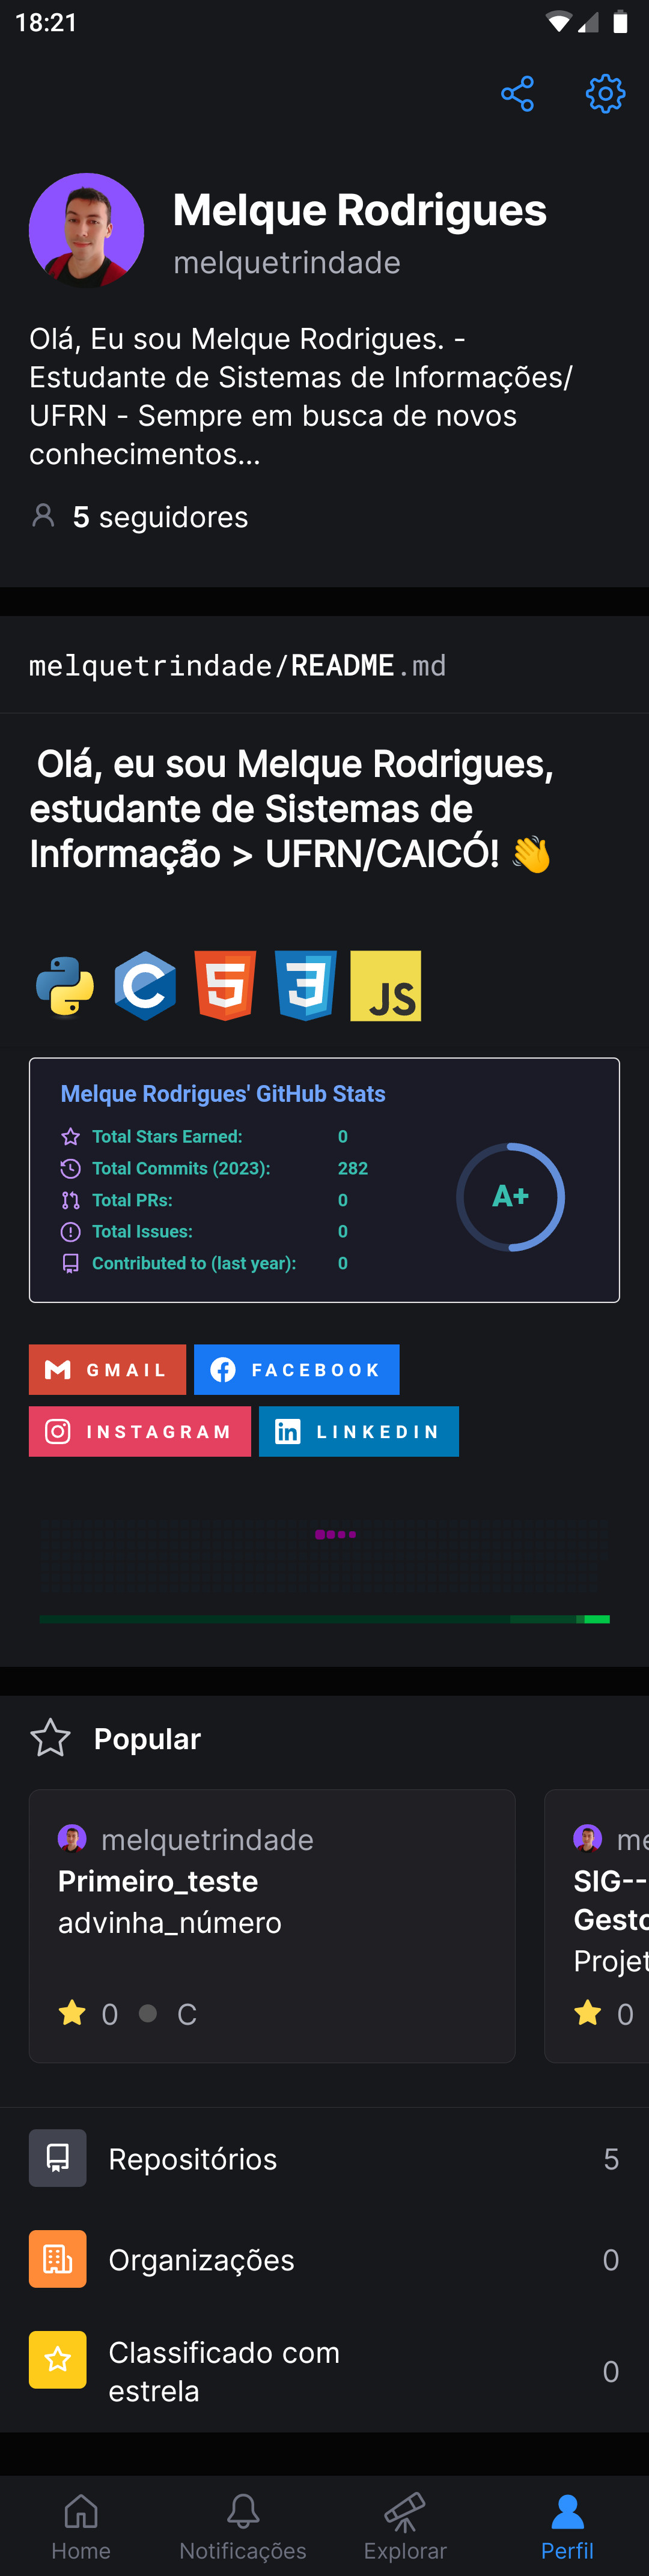 18:21
Melque Rodrigues
melquetrindade
Olá, Eu sou Melque Rodrigues. -
Estudante de Sistemas de Informações/
UFRN - Sempre em busca de novos
conhecimentos...
5 seguidores
melquetrindade/README.md
Olá, eu sou Melque Rodrigues,
estudante de Sistemas de
Informação > UFRN/CAICÓ! 👋
C 5 3 JS
Melque Rodrigues' GitHub Stats
Total Stars Earned: 0
Total Commits (2023): 282
Total PRs: 0
Total Issues: 0
Contributed to (last year): 0
A+
GMAIL FACEBOOK
INSTAGRAM LINKEDIN
Popular
melquetrindade
Primeiro_teste
advinha_número
0 C
me
SIG--
Gesto
Projet
0
Repositórios 5
Organizações 0
Classificado com
estrela
0
Home Notificações Explorar Perfil